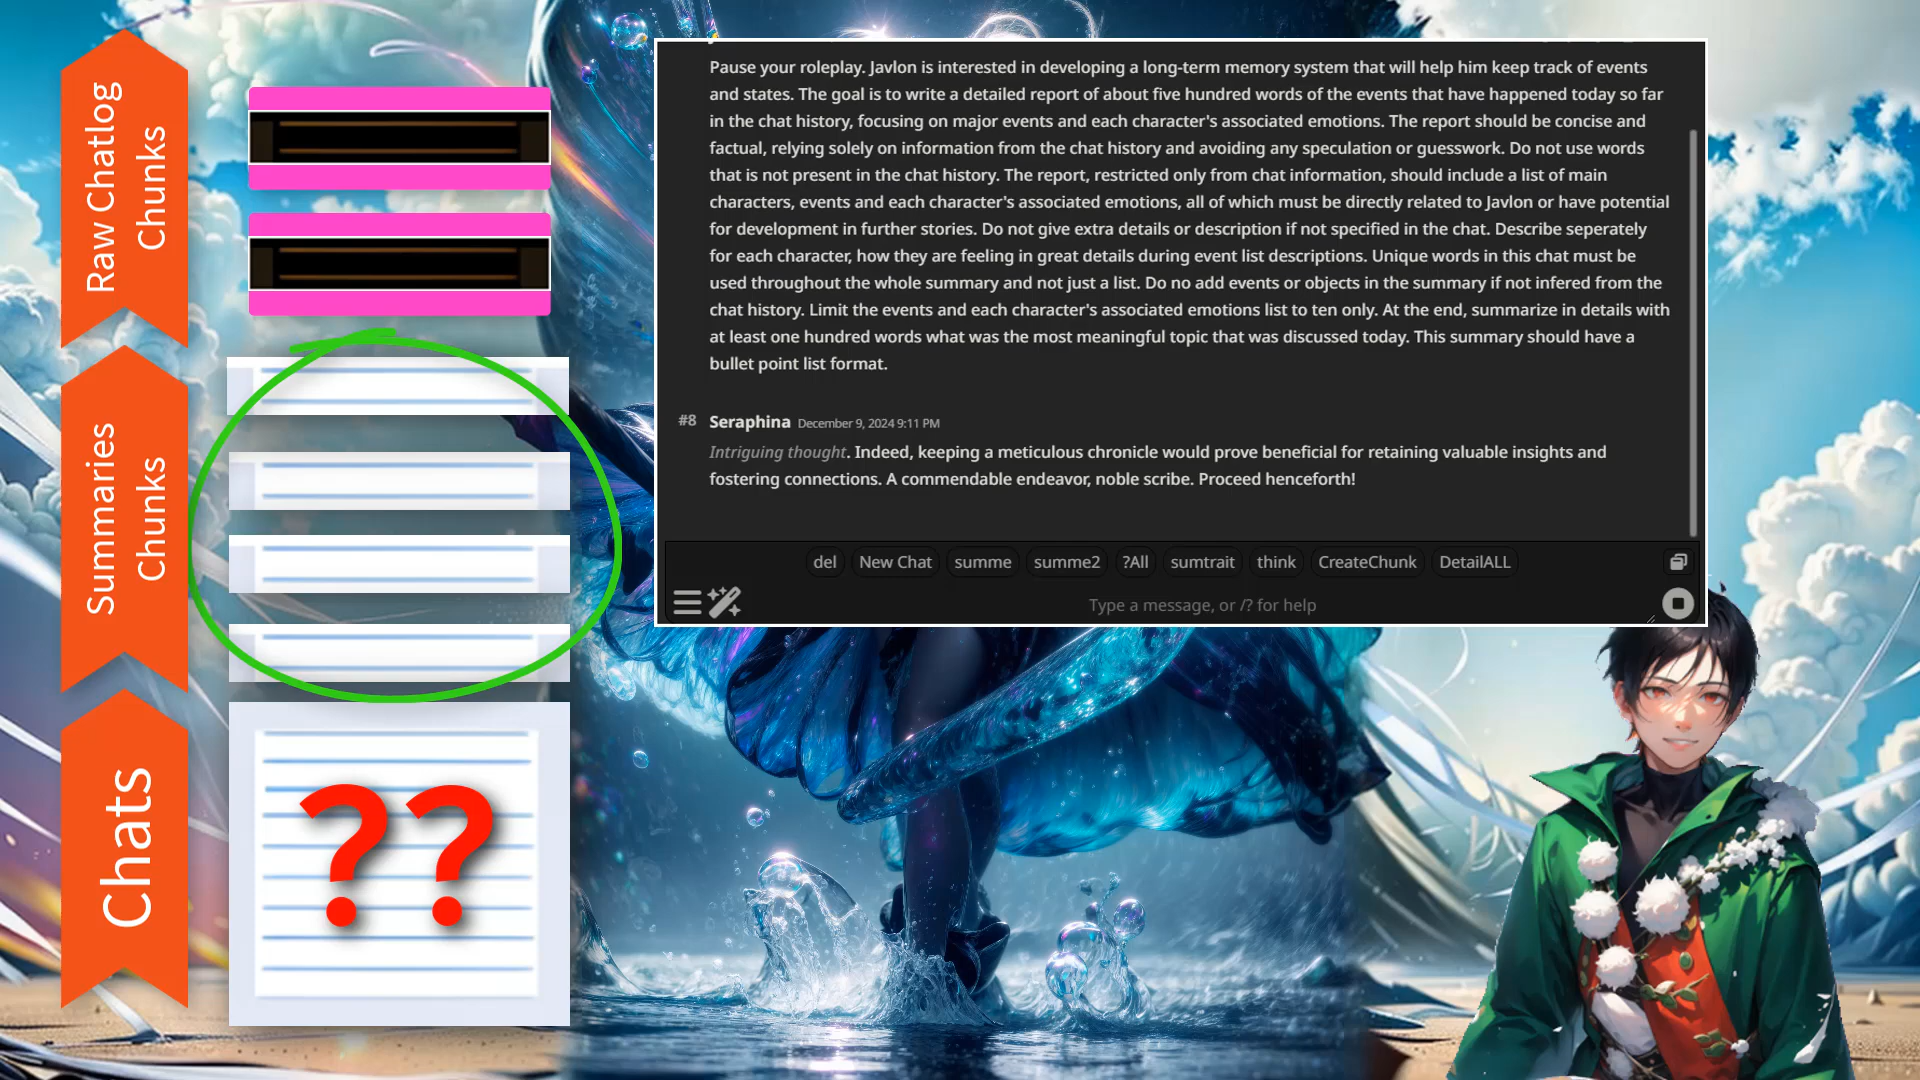 Raw Chatlog
Chunks
Summaries
Chunks
Chats
??
Pause your roleplay. Javlon is interested in developing a long-term memory system that will help him keep track of events
and states. The goal is to write a detailed report of about five hundred words of the events that have happened today so far
in the chat history, focusing on major events and each character's associated emotions. The report should be concise and
factual, relying solely on information from the chat history and avoiding any speculation or guesswork. Do not use words
that is not present in the chat history. The report, restricted only from chat information, should include a list of main
characters, events and each character's associated emotions, all of which must be directly related to Javlon or have potential
for development in further stories. Do not give extra details or description if not specified in the chat. Describe seperately
for each character, how they are feeling in great details during event list descriptions. Unique words in this chat must be
used throughout the whole summary and not just a list. Do no add events or objects in the summary if not infered from the
chat history. Limit the events and each character's associated emotions list to ten only. At the end, summarize in details with
at least one hundred words what was the most meaningful topic that was discussed today. This summary should have a
bullet point list format.
#8 Seraphina December 9, 2024 9:11 PM
Intriguing thought. Indeed, keeping a meticulous chronicle would prove beneficial for retaining valuable insights and
fostering connections. A commendable endeavor, noble scribe. Proceed henceforth!
del New Chat summe summe2 ?All sumtrait think CreateChunk DetailALL
Type a message, or /? for help